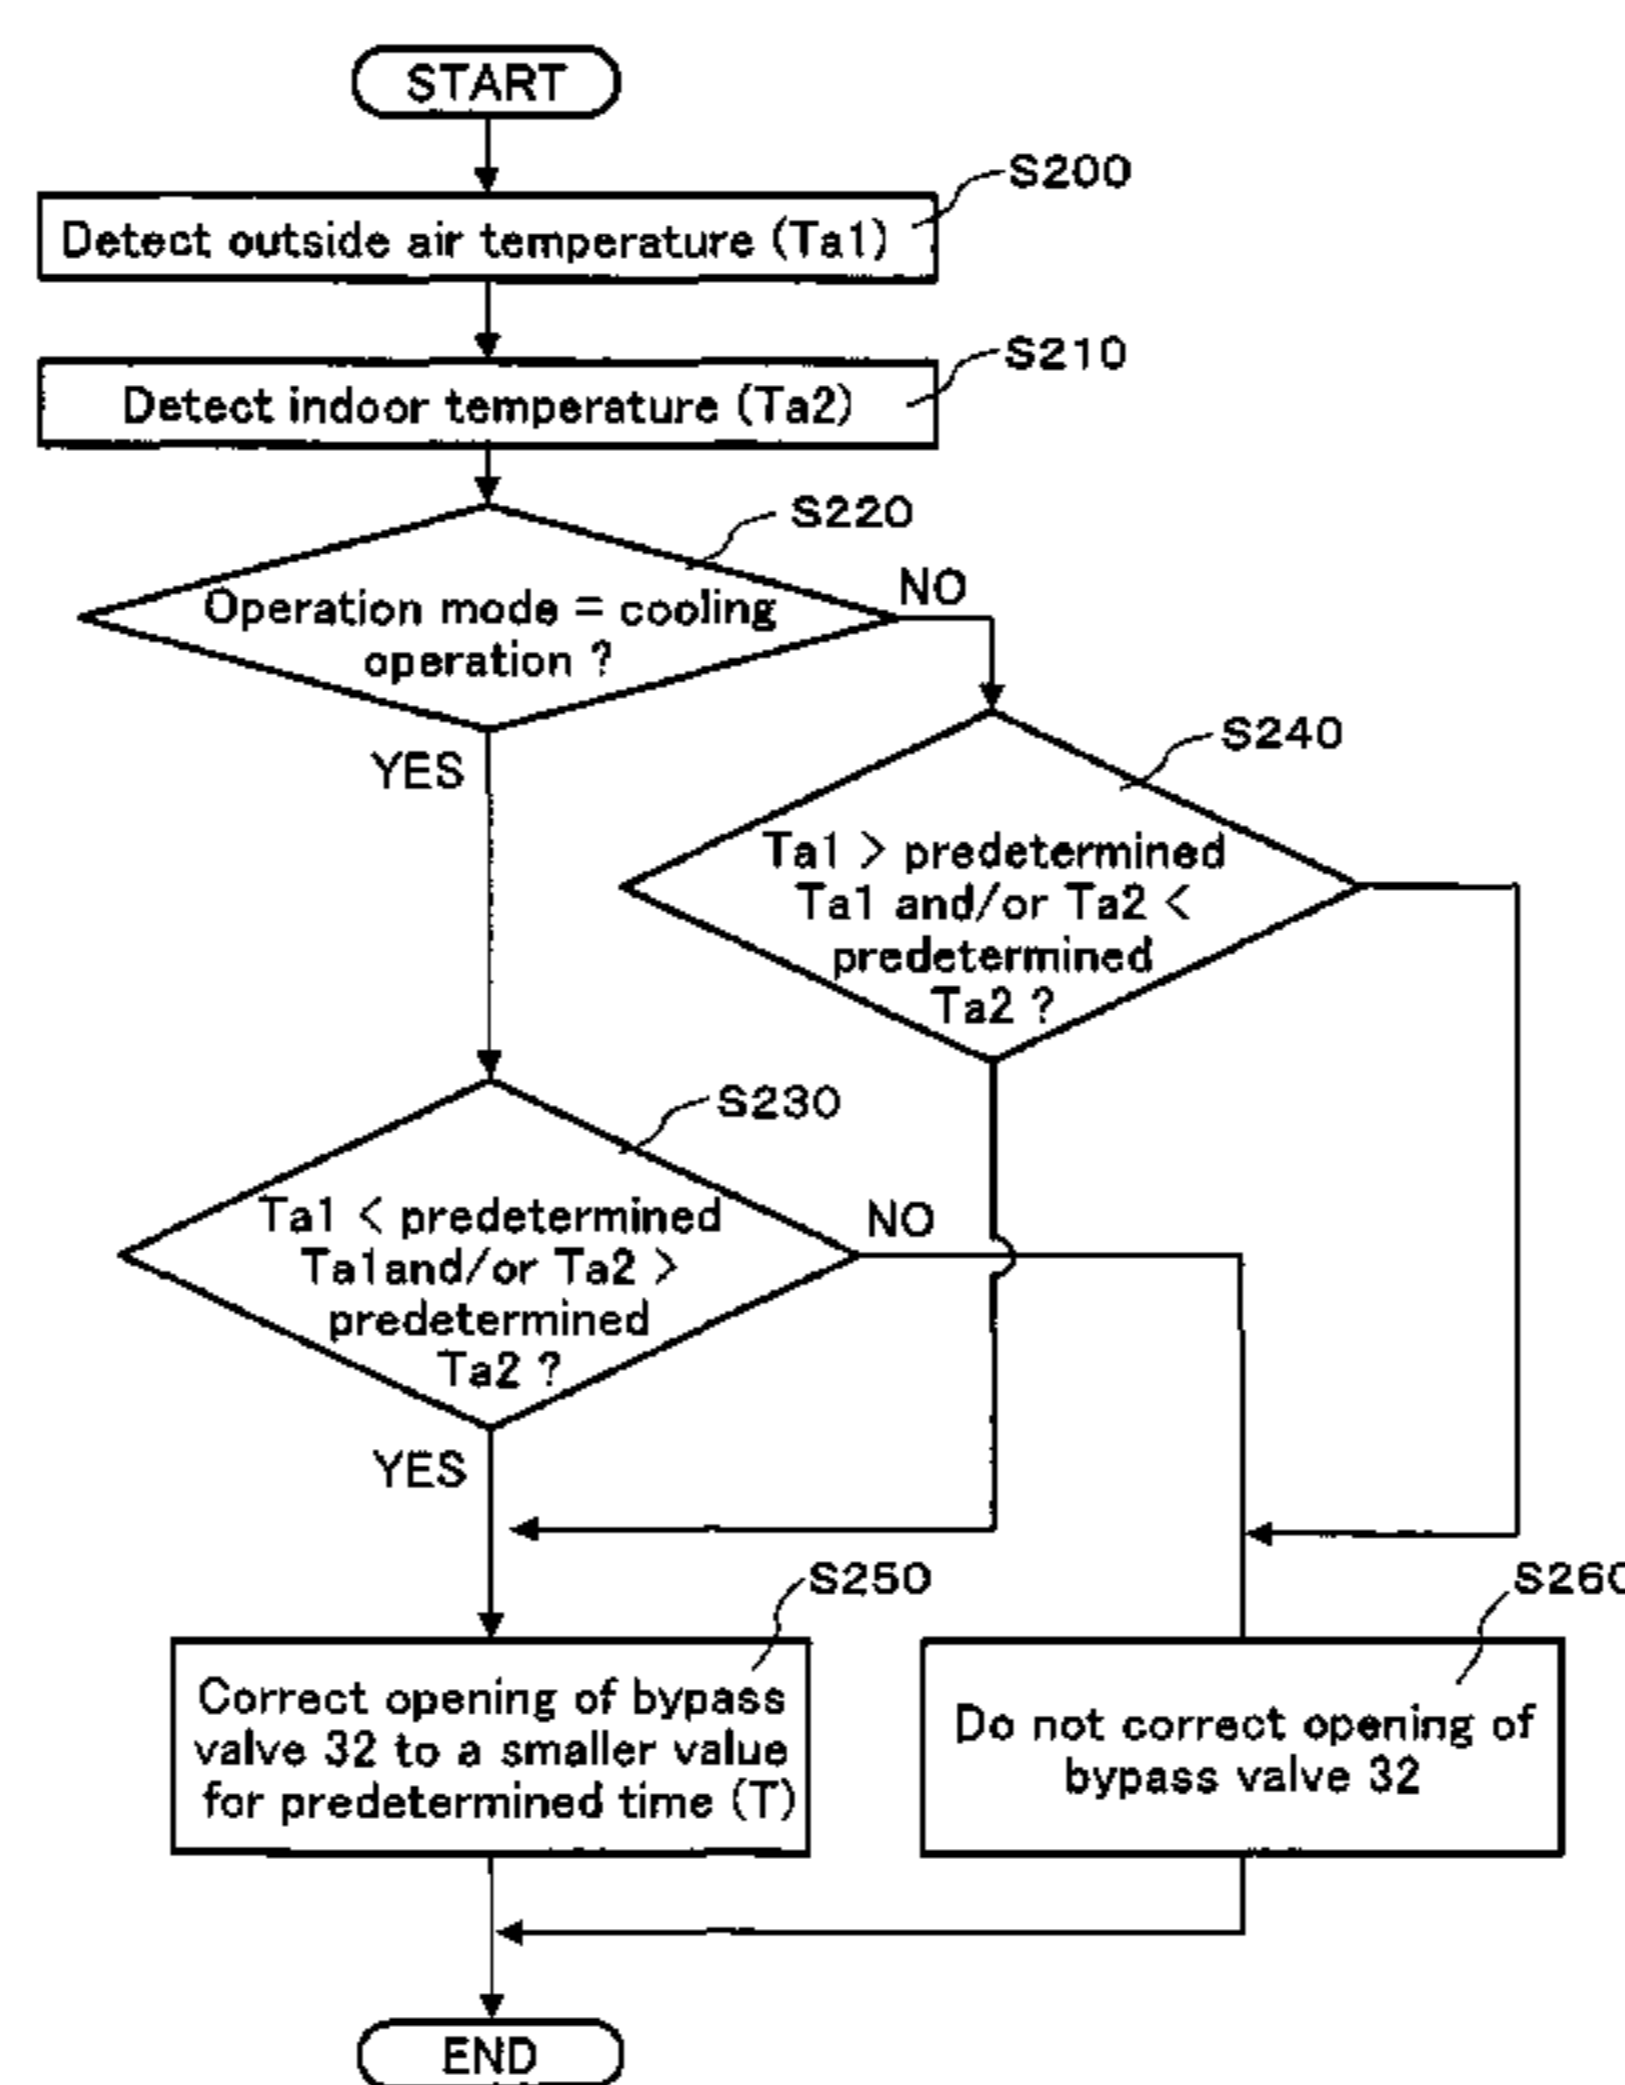 START
S200
Detect outside air temperature (Ta1)
S210
Detect indoor temperature (Ta2)
S220
Operation mode = cooling
operation ?
NO
YES
S240
Ta1 > predetermined
Ta1 and/or Ta2 <
predetermined
Ta2 ?
S230
Ta1 < predetermined
Ta1and/or Ta2 >
predetermined
Ta2 ?
NO
YES
S250
Correct opening of bypass
valve 32 to a smaller value
for predetermined time (T)
S260
Do not correct opening of
bypass valve 32
END